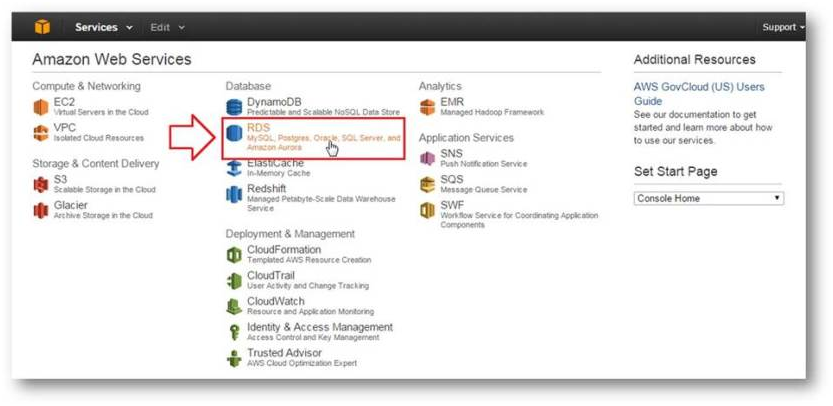 Services Edit Support
Amazon Web Services
Compute & Networking
EC2
Virtual Servers in the Cloud
VPC
Isolated Cloud Resources
Storage & Content Delivery
S3
Scalable Storage in the Cloud
Glacier
Archive Storage in the Cloud
Database
DynamoDB
Predictable and Scalable NoSQL Data Store
RDS
MySQL, Postgres, Oracle, SQL Server, and
Amazon Aurora
ElastiCache
In-Memory Cache
Redshift
Managed Petabyte-Scale Data Warehouse
Service
Deployment & Management
CloudFormation
Templated AWS Resource Creation
CloudTrail
User Activity and Change Tracking
CloudWatch
Resource and Application Monitoring
Identity & Access Management
Access Control and Key Management
Trusted Advisor
AWS Cloud Optimization Expert
Analytics
EMR
Managed Hadoop Framework
Application Services
SNS
Push Notification Service
SQS
Message Queue Service
SWF
Workflow Service for Coordinating Application
Components
Additional Resources
AWS GovCloud (US) Users
Guide
See our documentation to get
started and learn more about how
to use our services.
Set Start Page
Console Home